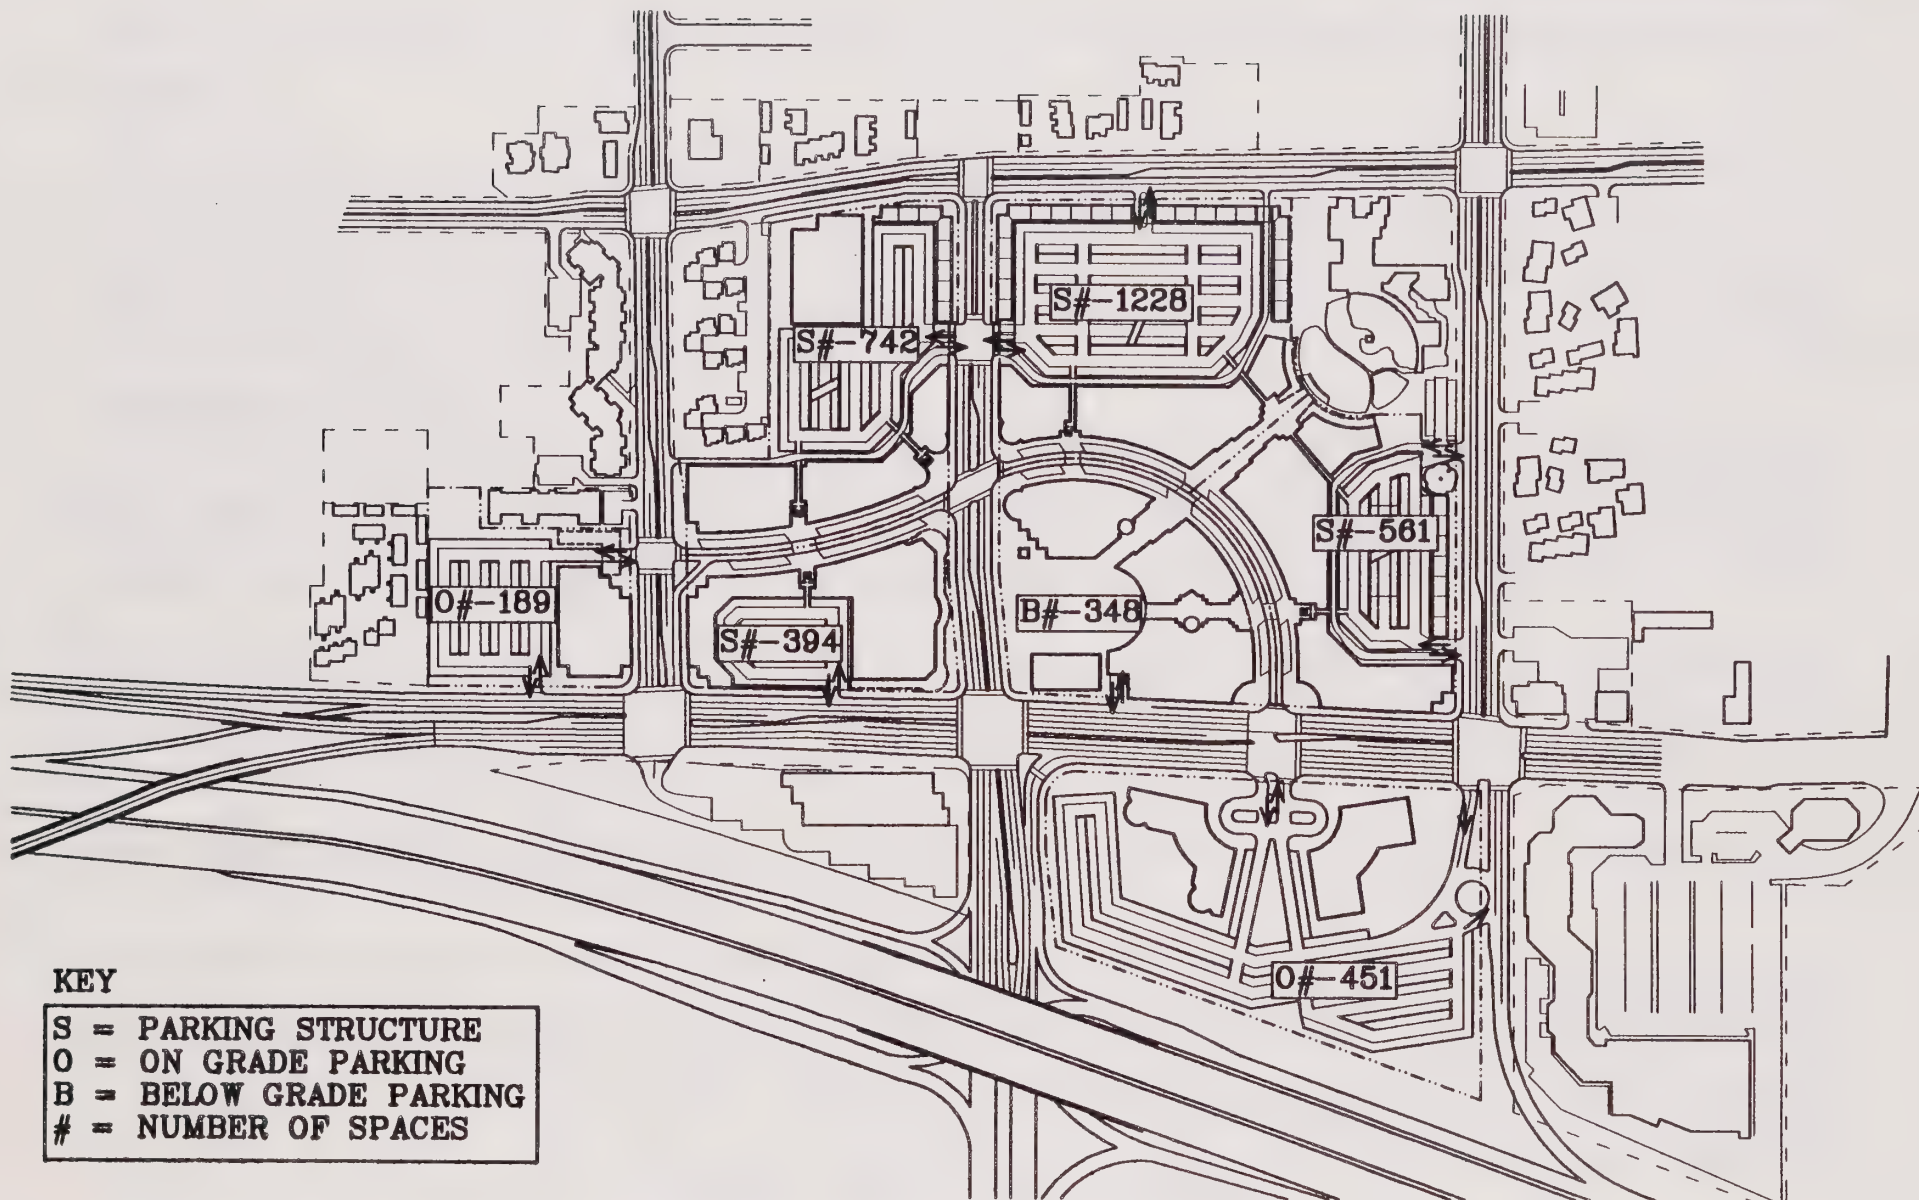 S#-1228
S#-742
S#-561
O#-189
B#-348
S#-394
O#-451
KEY
S = PARKING STRUCTURE
O = ON GRADE PARKING
B = BELOW GRADE PARKING
# = NUMBER OF SPACES